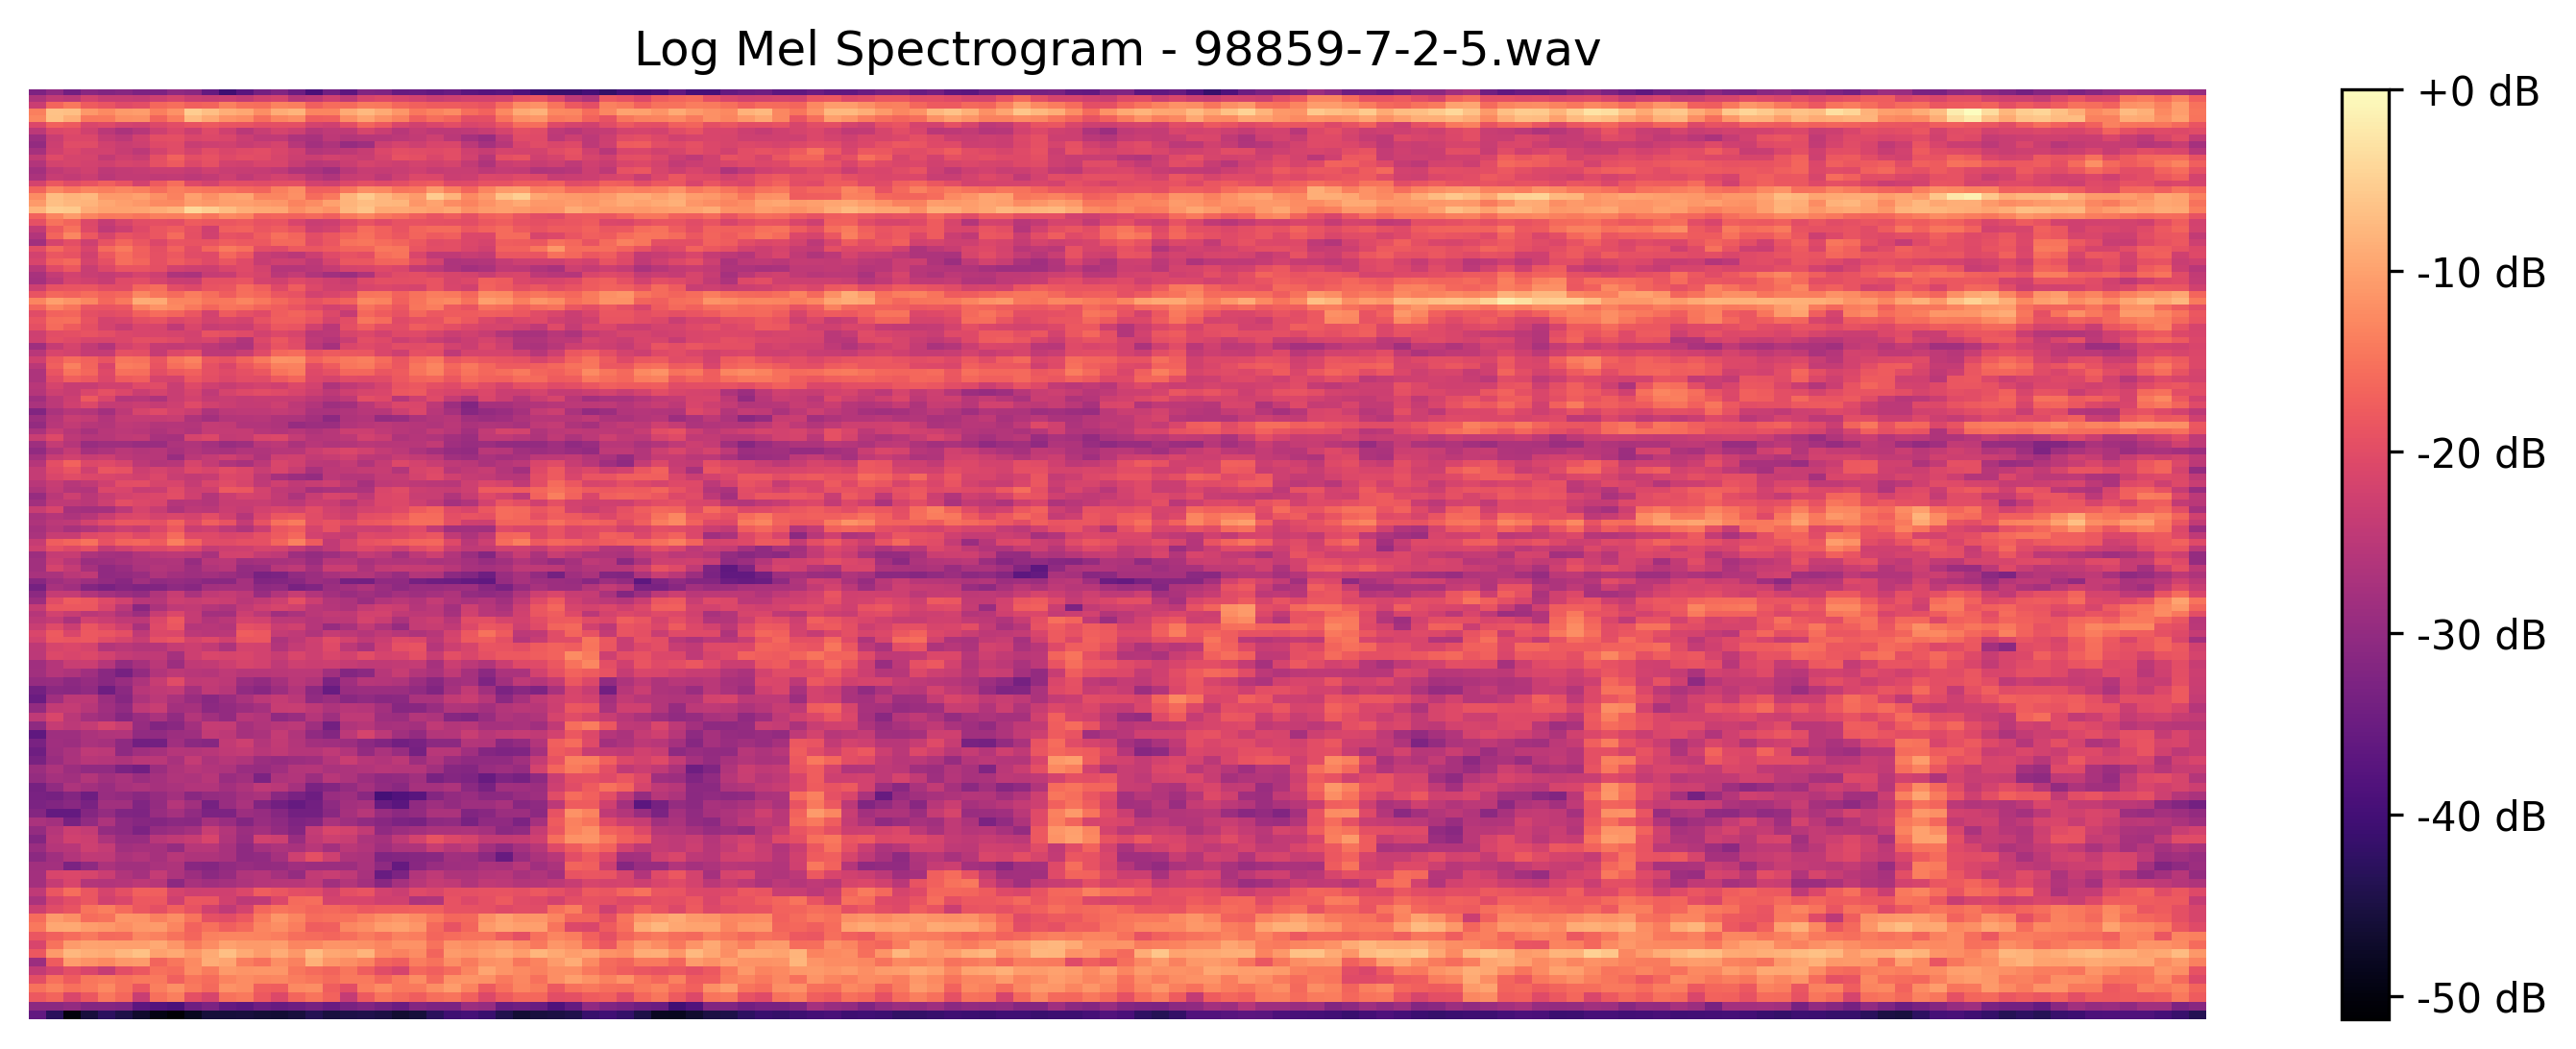 Log Mel Spectrogram - 98859-7-2-5.wav
+0 dB
-10 dB
-20 dB
-30 dB
-40 dB
-50 dB